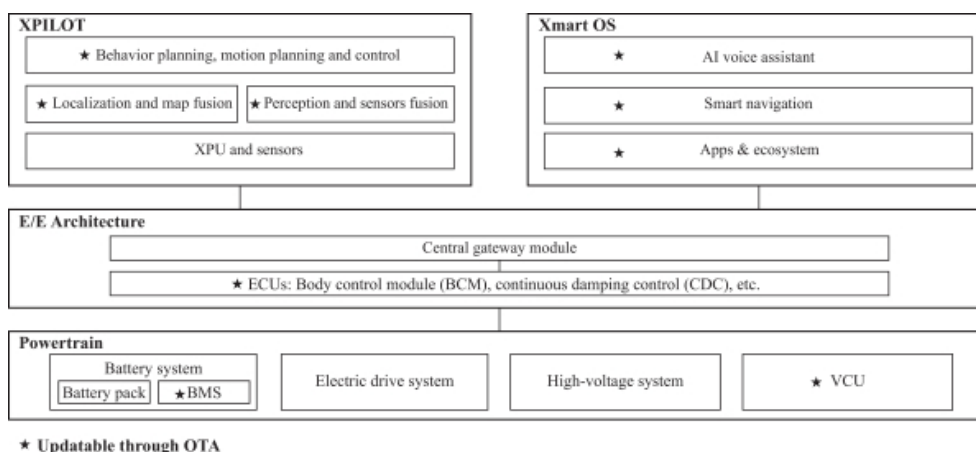 XPILOT
★ Behavior planning, motion planning and control
★ Localization and map fusion
★ Perception and sensors fusion
XPU and sensors
Xmart OS
★ AI voice assistant
★ Smart navigation
★ Apps & ecosystem
E/E Architecture
Central gateway module
★ ECUs: Body control module (BCM), continuous damping control (CDC), etc.
Powertrain
Battery system
Battery pack
★BMS
Electric drive system
High-voltage system
★ VCU
★ Updatable through OTA